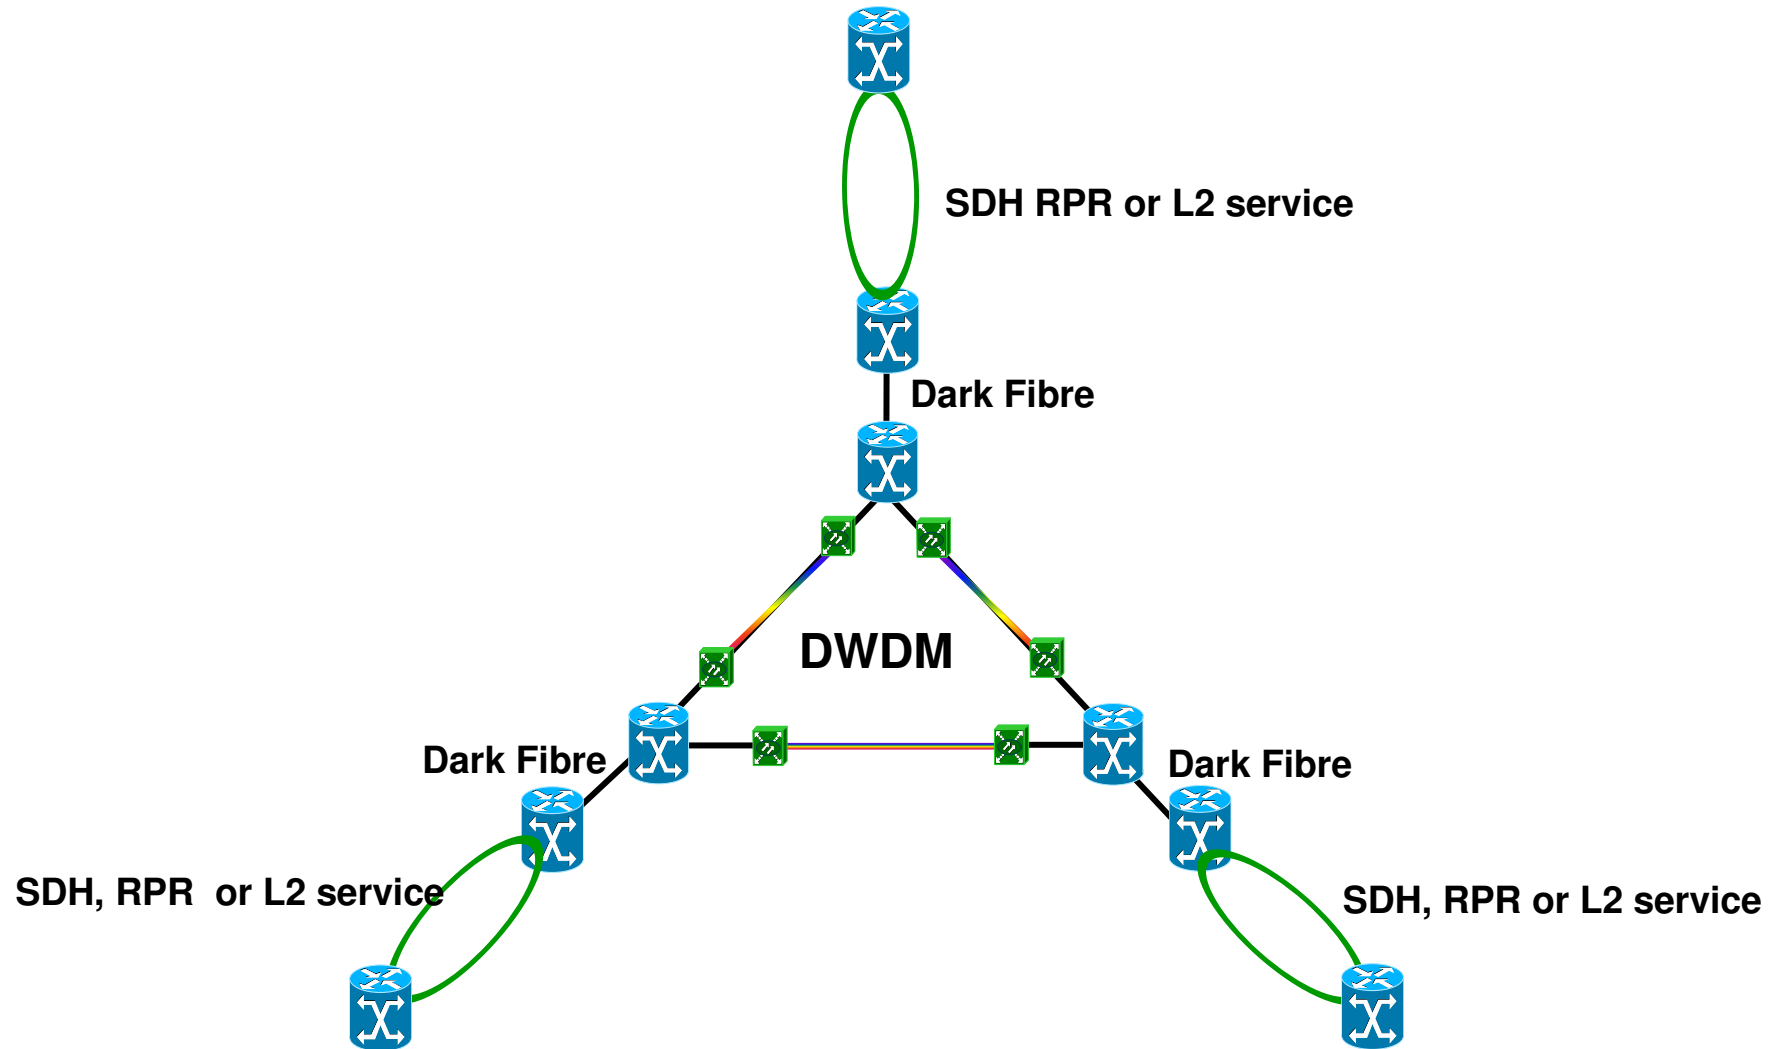 SDH RPR or L2 service
Dark Fibre
DWDM
Dark Fibre
Dark Fibre
SDH, RPR  or L2 service
SDH, RPR or L2 service